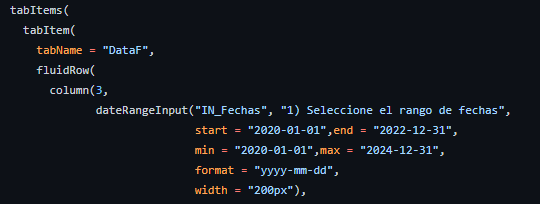 tabItems(
tabItem(
tabName = "DataF",
fluidRow(
column(3,
dateRangeInput("IN_Fechas", "1) Seleccione el rango de fechas",
start = "2020-01-01",end = "2022-12-31",
min = "2020-01-01",max = "2024-12-31",
format = "yyyy-mm-dd",
width = "200px"),